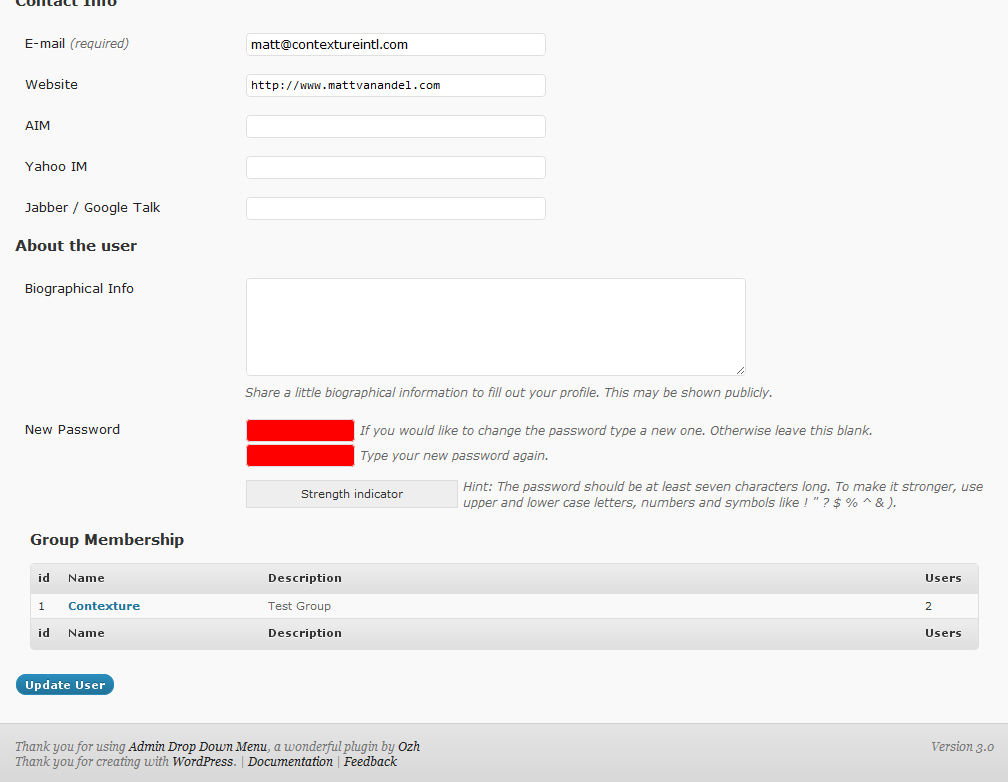 Contact Info
E-mail (required) matt@contextureintl.com
Website http://www.mattvanandel.com
AIM
Yahoo IM
Jabber / Google Talk
About the user
Biographical Info
Share a little biographical information to fill out your profile. This may be shown publicly.
New Password If you would like to change the password type a new one. Otherwise leave this blank.
Type your new password again.
Strength indicator Hint: The password should be at least seven characters long. To make it stronger, use
upper and lower case letters, numbers and symbols like ! " ? $ % ^ & ).
Group Membership
id Name Description Users
1 Contexture Test Group 2
id Name Description Users
Update User
Thank you for using Admin Drop Down Menu, a wonderful plugin by Ozh Version 3.0
Thank you for creating with WordPress. | Documentation | Feedback